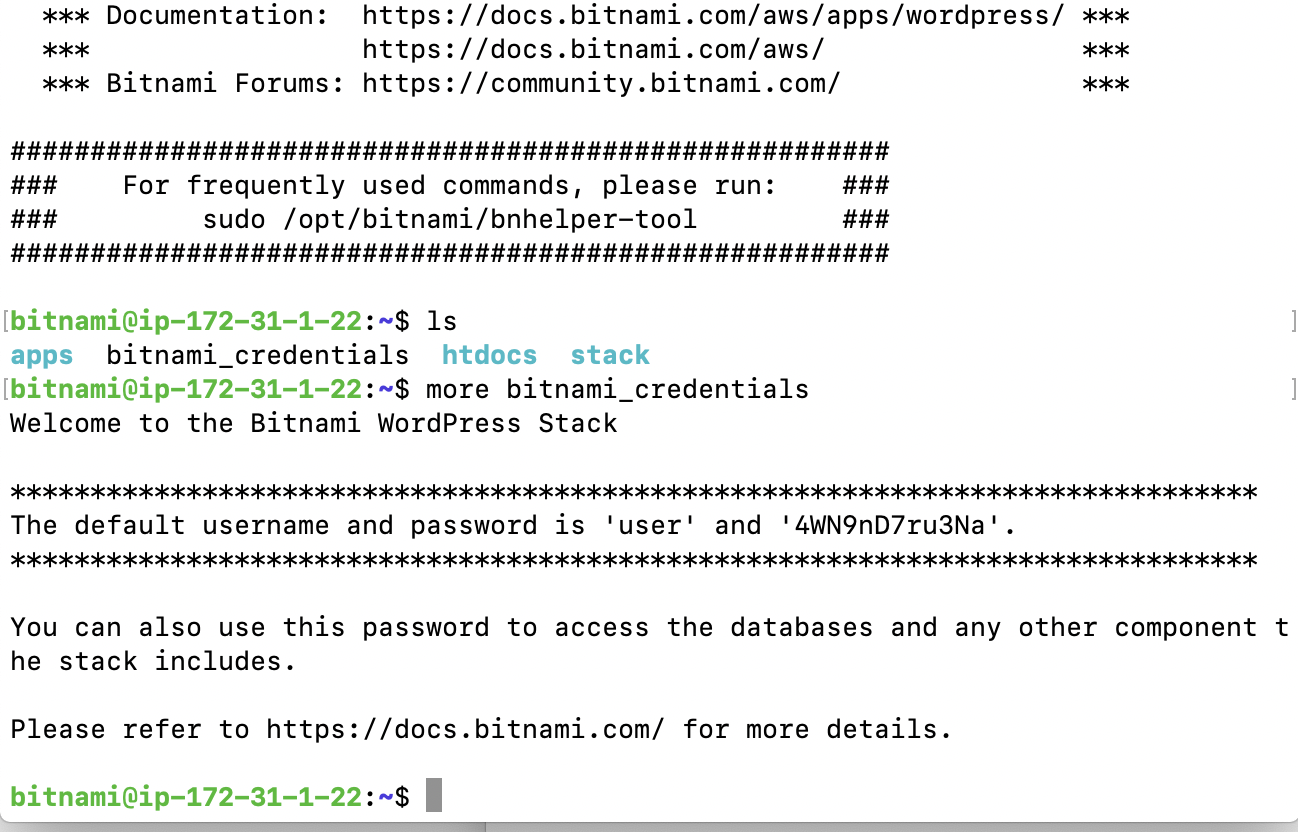 *** Documentation:  https://docs.bitnami.com/aws/apps/wordpress/ ***
***                 https://docs.bitnami.com/aws/                ***
*** Bitnami Forums: https://community.bitnami.com/               ***
#######################################################
###    For frequently used commands, please run:    ###
###         sudo /opt/bitnami/bnhelper-tool         ###
#######################################################
[bitnami@ip-172-31-1-22:~$ ls ]
apps  bitnami_credentials  htdocs  stack
[bitnami@ip-172-31-1-22:~$ more bitnami_credentials ]
Welcome to the Bitnami WordPress Stack
******************************************************************************
The default username and password is 'user' and '4WN9nD7ru3Na'.
******************************************************************************
You can also use this password to access the databases and any other component t
he stack includes.
Please refer to https://docs.bitnami.com/ for more details.
bitnami@ip-172-31-1-22:~$